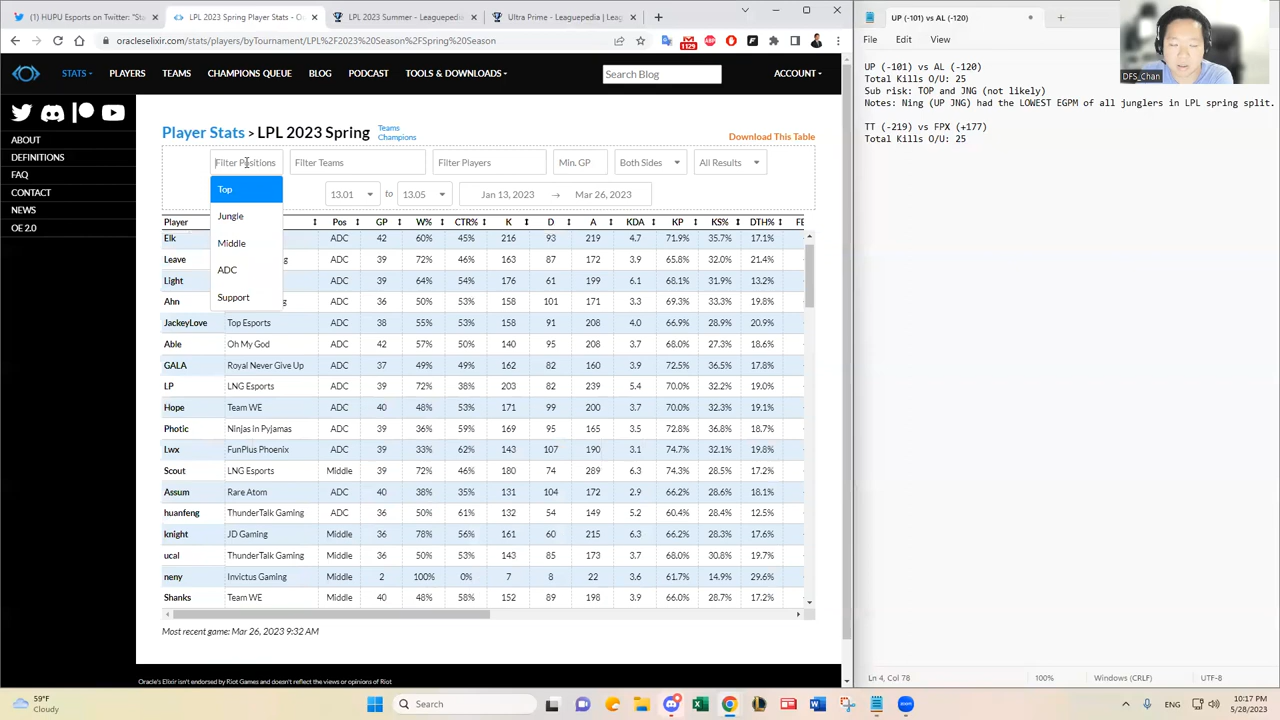 (1) HUPU Esports on Twitter: "Sta
LPL 2023 Spring Player Stats - O
LPL 2023 Summer - Leaguepedia
Ultra Prime - Leaguepedia | Leag
oracleselixir.com/stats/players/byTournament/LPL%2F2023%20Season%2FSpring%20Season
1129
ABP
STATS
PLAYERS
TEAMS
CHAMPIONS QUEUE
BLOG
PODCAST
TOOLS & DOWNLOADS
Search Blog
ACCOUNT
ABOUT
DEFINITIONS
FAQ
CONTACT
NEWS
OE 2.0
Player Stats > LPL 2023 Spring
Teams
Champions
Download This Table
Filter Positions
Filter Teams
Filter Players
Min. GP
Both Sides
All Results
Top
Jungle
Middle
ADC
Support
13.01 to 13.05 Jan 13, 2023 → Mar 26, 2023
Player Pos GP W% CTR% K D A KDA KP KS% DTH% FE
Elk ADC 42 60% 45% 216 93 219 4.7 71.9% 35.7% 17.1%
Leave g ADC 39 72% 46% 163 87 172 3.9 65.8% 32.0% 21.4%
Light ADC 39 64% 54% 176 61 199 6.1 68.1% 31.9% 13.2%
Ahn g ADC 36 50% 53% 158 101 171 3.3 69.3% 33.3% 19.8%
JackeyLove Top Esports ADC 38 55% 53% 158 91 208 4.0 66.9% 28.9% 20.9%
Able Oh My God ADC 42 57% 50% 140 95 208 3.7 68.0% 27.3% 18.6%
GALA Royal Never Give Up ADC 37 49% 49% 162 82 160 3.9 72.5% 36.5% 17.8%
LP LNG Esports ADC 39 72% 38% 203 82 239 5.4 70.0% 32.2% 19.0%
Hope Team WE ADC 40 48% 53% 171 99 200 3.7 70.0% 32.3% 19.1%
Photic Ninjas in Pyjamas ADC 39 36% 59% 169 95 165 3.5 72.8% 36.8% 18.7%
Lwx FunPlus Phoenix ADC 39 33% 62% 143 107 190 3.1 74.7% 32.1% 19.8%
Scout LNG Esports Middle 39 72% 46% 180 74 289 6.3 74.3% 28.5% 17.2%
Assum Rare Atom ADC 40 38% 35% 131 104 172 2.9 66.2% 28.6% 18.1%
huanfeng ThunderTalk Gaming ADC 36 50% 61% 132 54 149 5.2 60.4% 28.4% 12.5%
knight JD Gaming Middle 36 78% 56% 161 60 215 6.3 66.2% 28.3% 17.6%
ucal ThunderTalk Gaming Middle 36 50% 53% 143 85 173 3.7 68.0% 30.8% 19.7%
neny Invictus Gaming Middle 2 100% 0% 7 8 22 3.6 61.7% 14.9% 29.6%
Shanks Team WE Middle 40 48% 58% 152 89 198 3.9 66.0% 28.7% 17.2%
Most recent game: Mar 26, 2023 9:32 AM
Oracle's Elixir isn't endorsed by Riot Games and doesn't reflect the views or opinions of Riot
UP (-101) vs AL (-120)
File Edit View
UP (-101) vs AL (-120)
Total Kills O/U: 25
Sub risk: TOP and JNG (not likely)
Notes: Ning (UP JNG) had the LOWEST EGPM of all junglers in LPL spring split.
TT (-219) vs FPX (+177)
Total Kills O/U: 25
DFS_Chan
Ln 4, Col 78 100% Windows (CRLF) UTF-8
59°F
Cloudy
Search
10:17 PM
5/28/2023